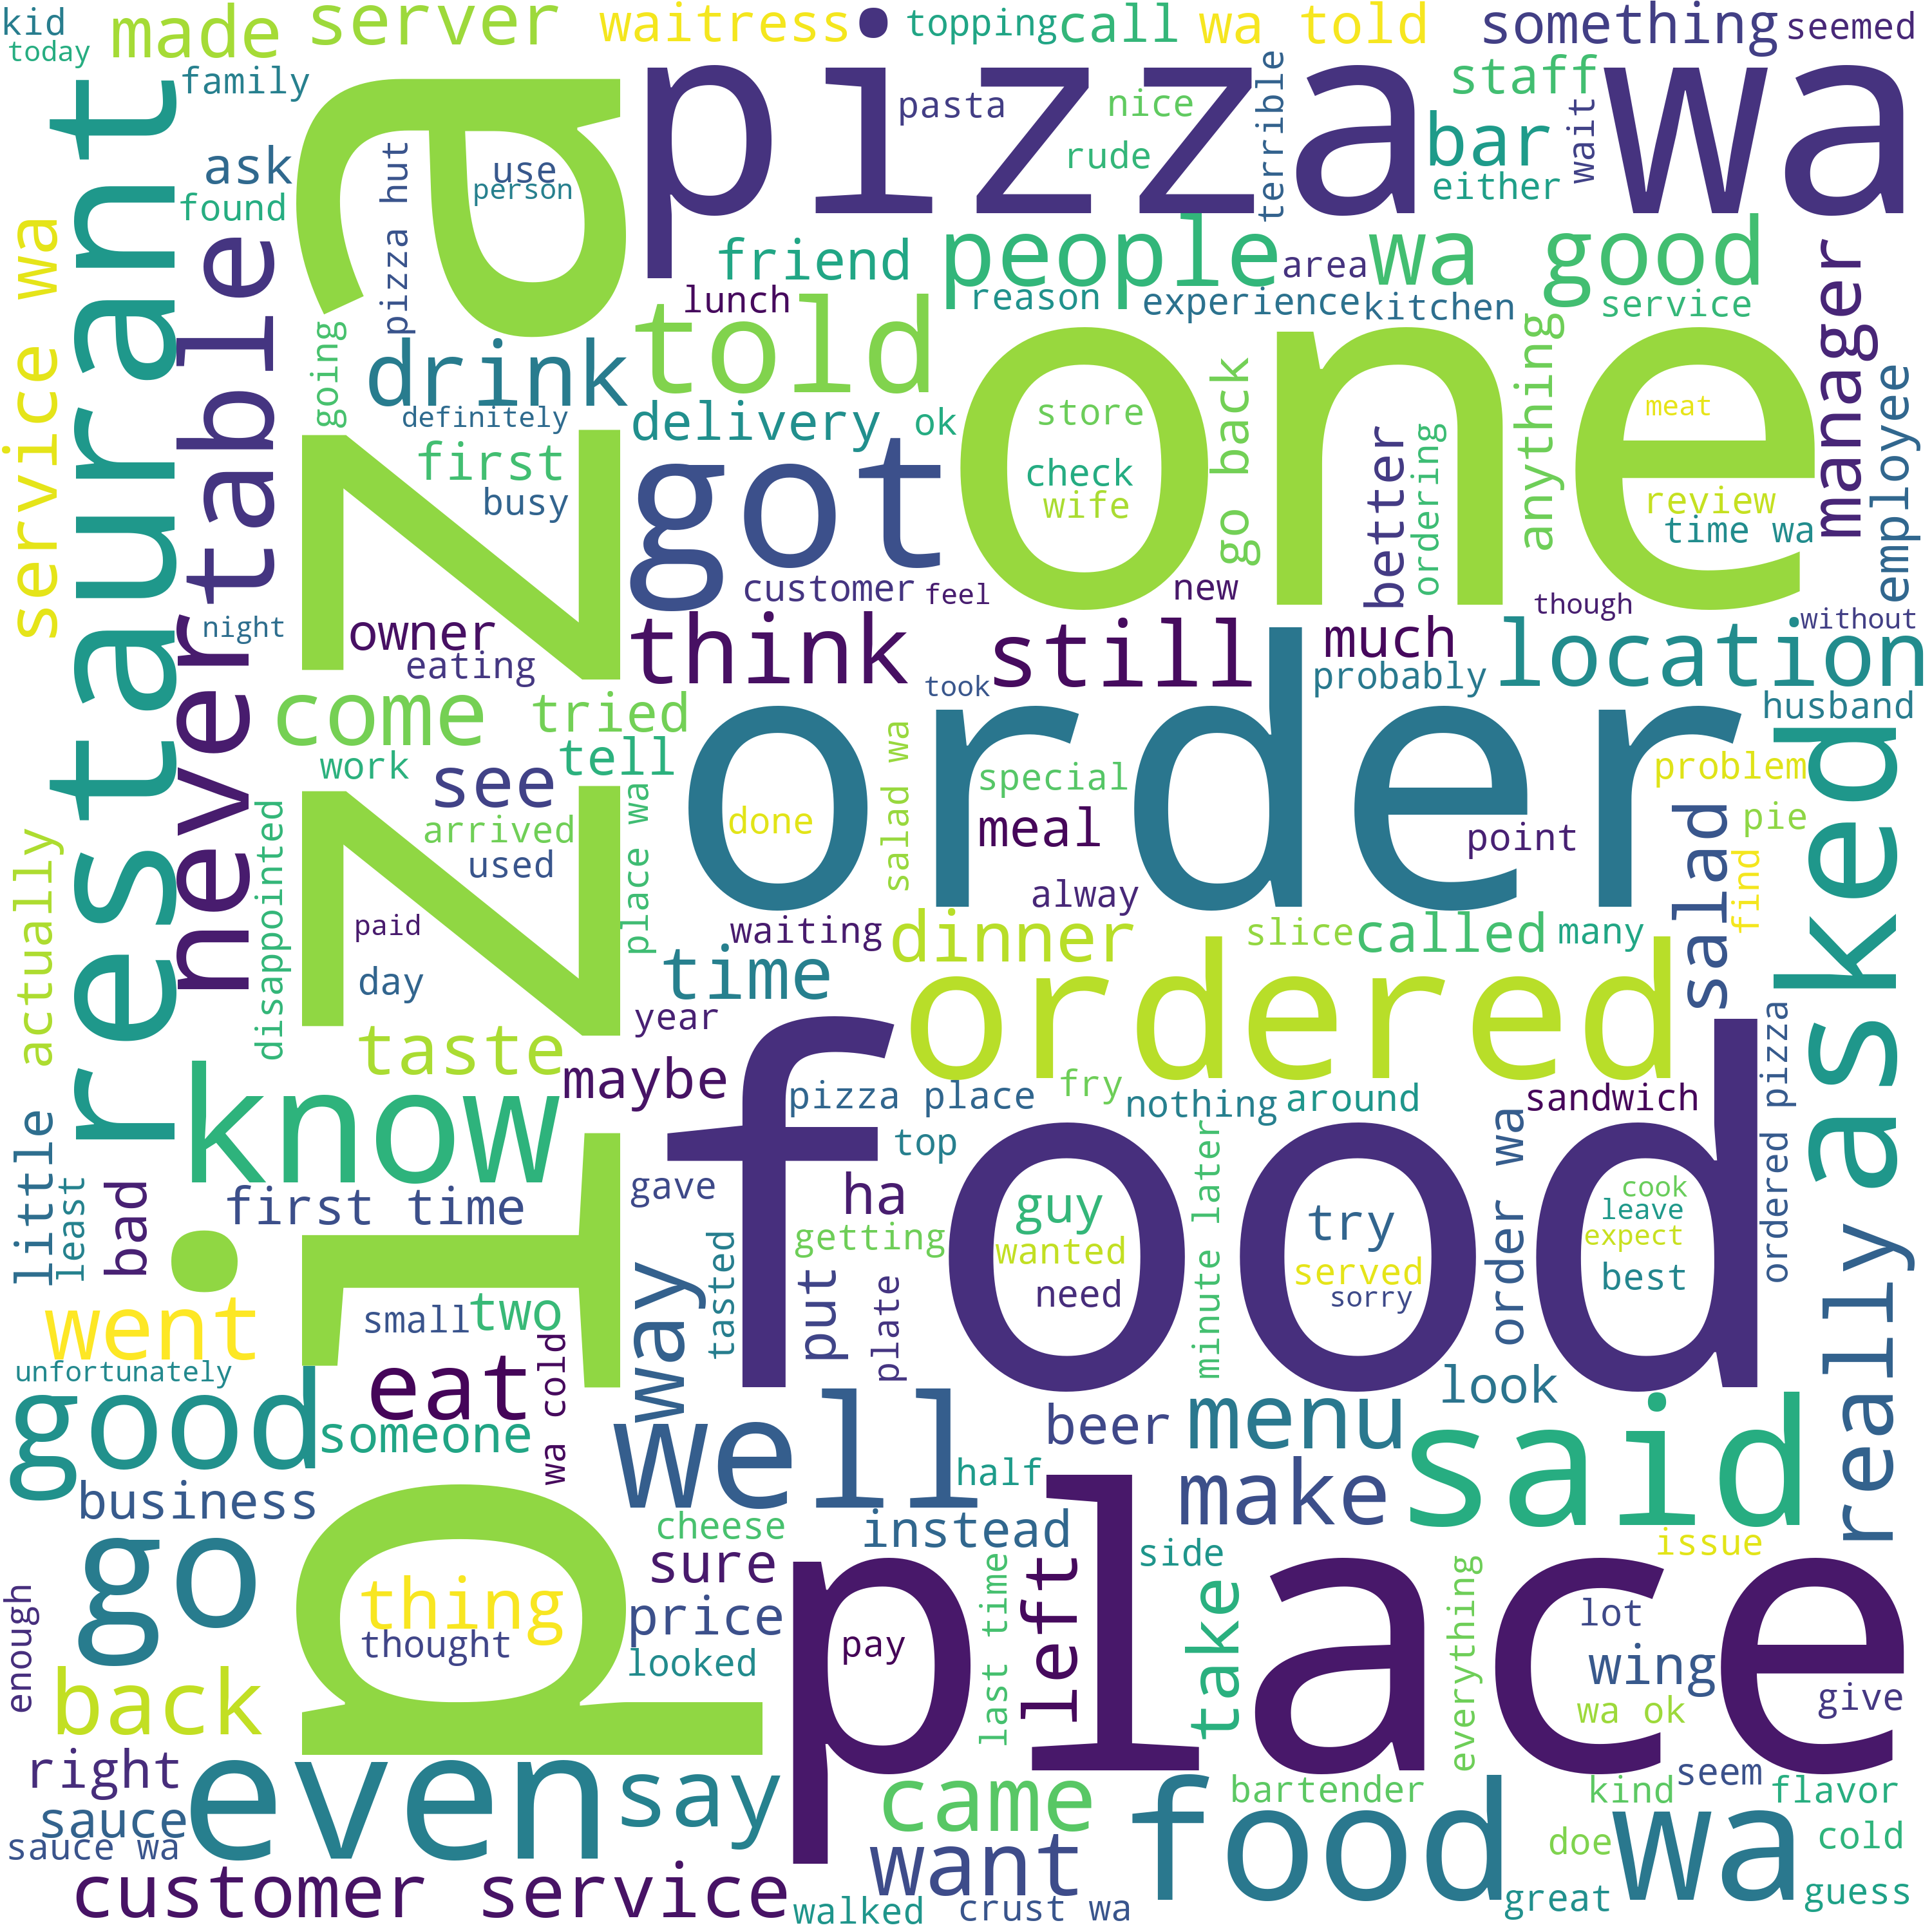 kid
today
made
server
waitress
topping
call
wa told
something
seemed
family
pizza wa
pasta
nice
rude
terrible
staff
bar
wait
either
restaurant
service wa
ask
found
table
never
pizza
pizza hut
use
person
friend
people
wa good
area
lunch
reason
experience
kitchen
service
manager
going
drink
told
one
definitely
delivery
ok
store
go back
better
ordering
anything
meat
first
busy
got
check
wife
review
time wa
employee
customer
feel
new
though
without
night
owner
eating
think
still
much
probably
location
took
come
tried
order
husband
work
see
tell
salad wa
special
problem
arrived
done
meal
point
salad
pie
find
asked
used
place wa
alway
actually
disappointed
paid
day
waiting
dinner
slice
called
many
time
year
ordered
taste
maybe
food
pizza place
fry
nothing
around
sandwich
ordered pizza
know
top
order wa
little
least
bad
first time
gave
ha
guy
minute later
try
cook
leave
expect
best
getting
wanted
served
need
sorry
really
went
small
two
way
tasted
put
plate
unfortunately
good
eat
wa cold
someone
well
beer
menu
look
said
business
half
make
cheese
instead
go
sure
left
side
issue
thing
thought
price
place
last time
take
everything
lot
enough
looked
pay
wing
back
wa ok
give
right
even
say
came
bartender
kind
seem
flavor
sauce
sauce wa
want
food wa
doe
cold
customer service
walked
crust wa
great
guess